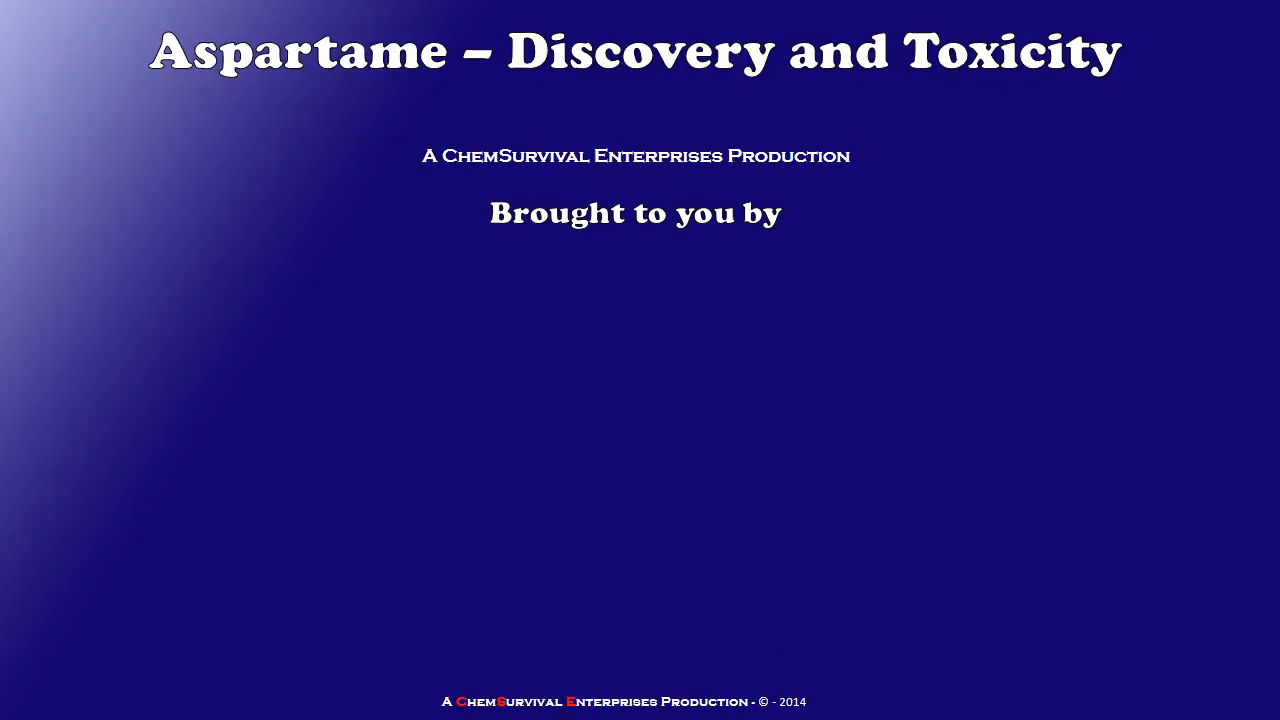 Aspartame – Discovery and Toxicity
A ChemSurvival Enterprises Production
Brought to you by
A ChemSurvival Enterprises Production - © - 2014